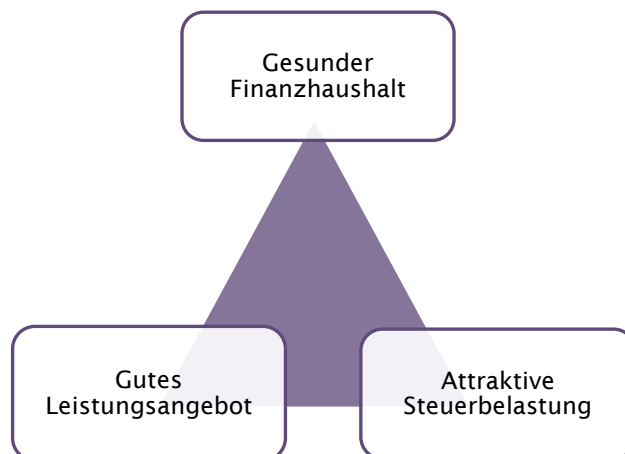 Gesunder
Finanzhaushalt
Gutes
Leistungsangebot
Attraktive
Steuerbelastung